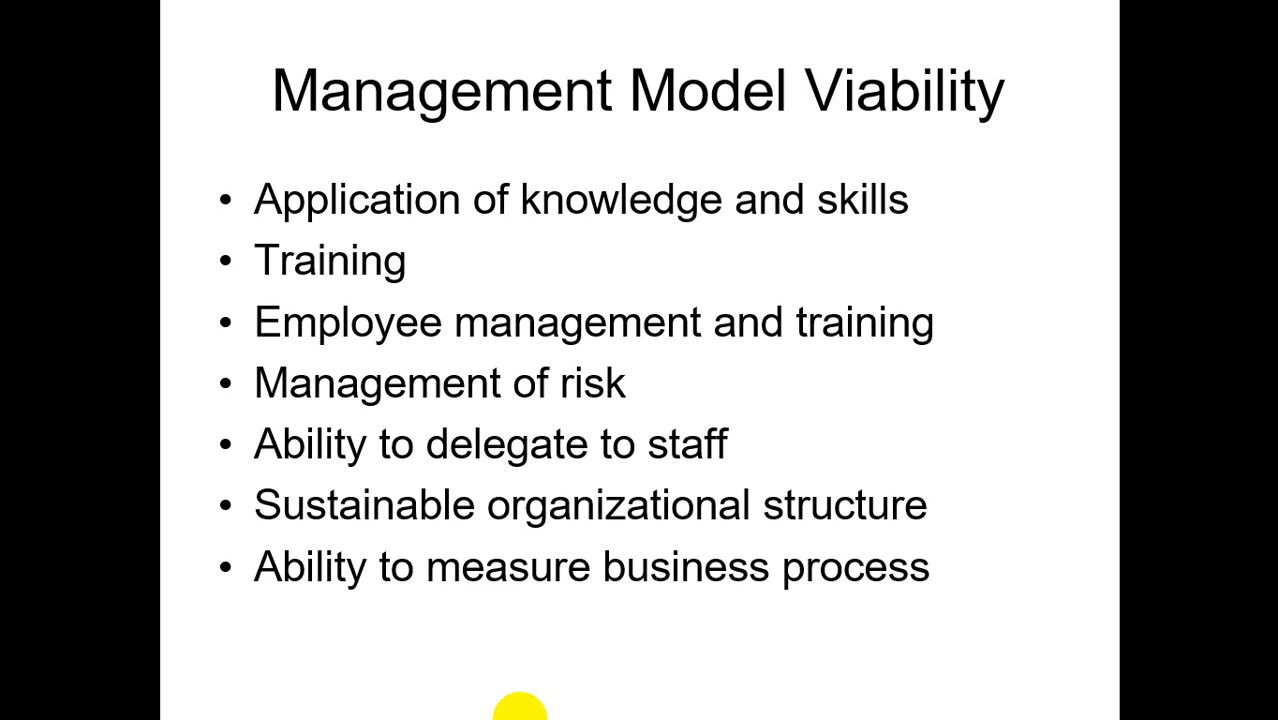 Management Model Viability
• Application of knowledge and skills
• Training
• Employee management and training
• Management of risk
• Ability to delegate to staff
• Sustainable organizational structure
• Ability to measure business process